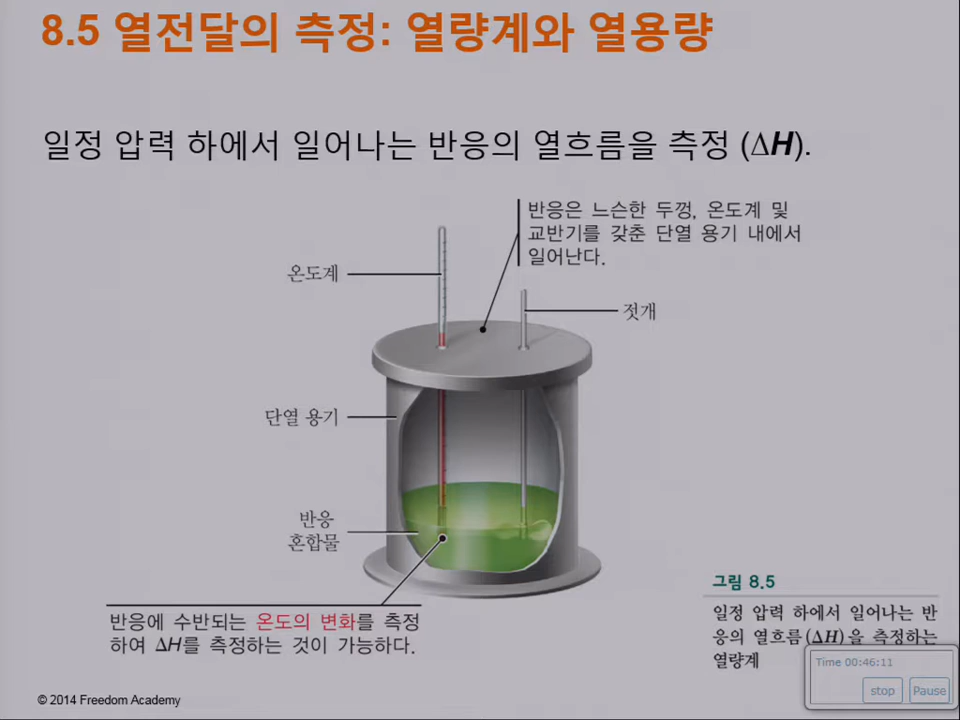 8.5 열전달의 측정: 열량계와 열용량
일정 압력 하에서 일어나는 반응의 열흐름을 측정 (ΔH).
반응은 느슨한 두껑, 온도계 및
교반기를 갖춘 단열 용기 내에서
일어난다.
온도계
젓개
단열 용기
반응
혼합물
반응에 수반되는 온도의 변화를 측정
하여 ΔH를 측정하는 것이 가능하다.
그림 8.5
일정 압력 하에서 일어나는 반
응의 열흐름(ΔH)을 측정하는
열량계
Time 00:46:11
stop Pause
© 2014 Freedom Academy